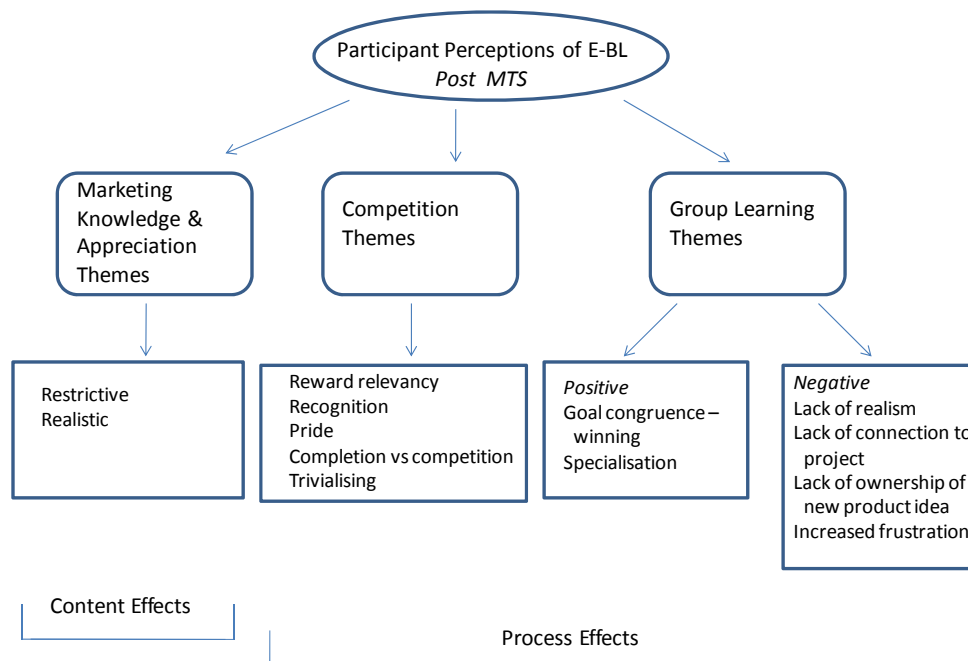 Participant Perceptions of E-BL
Post MTS
Marketing
Knowledge &
Appreciation
Themes
Competition
Themes
Group Learning
Themes
Restrictive
Realistic
Reward relevancy
Recognition
Pride
Completion vs competition
Trivialising
Positive
Goal congruence –
winning
Specialisation
Negative
Lack of realism
Lack of connection to
project
Lack of ownership of
new product idea
Increased frustration
Content Effects
Process Effects